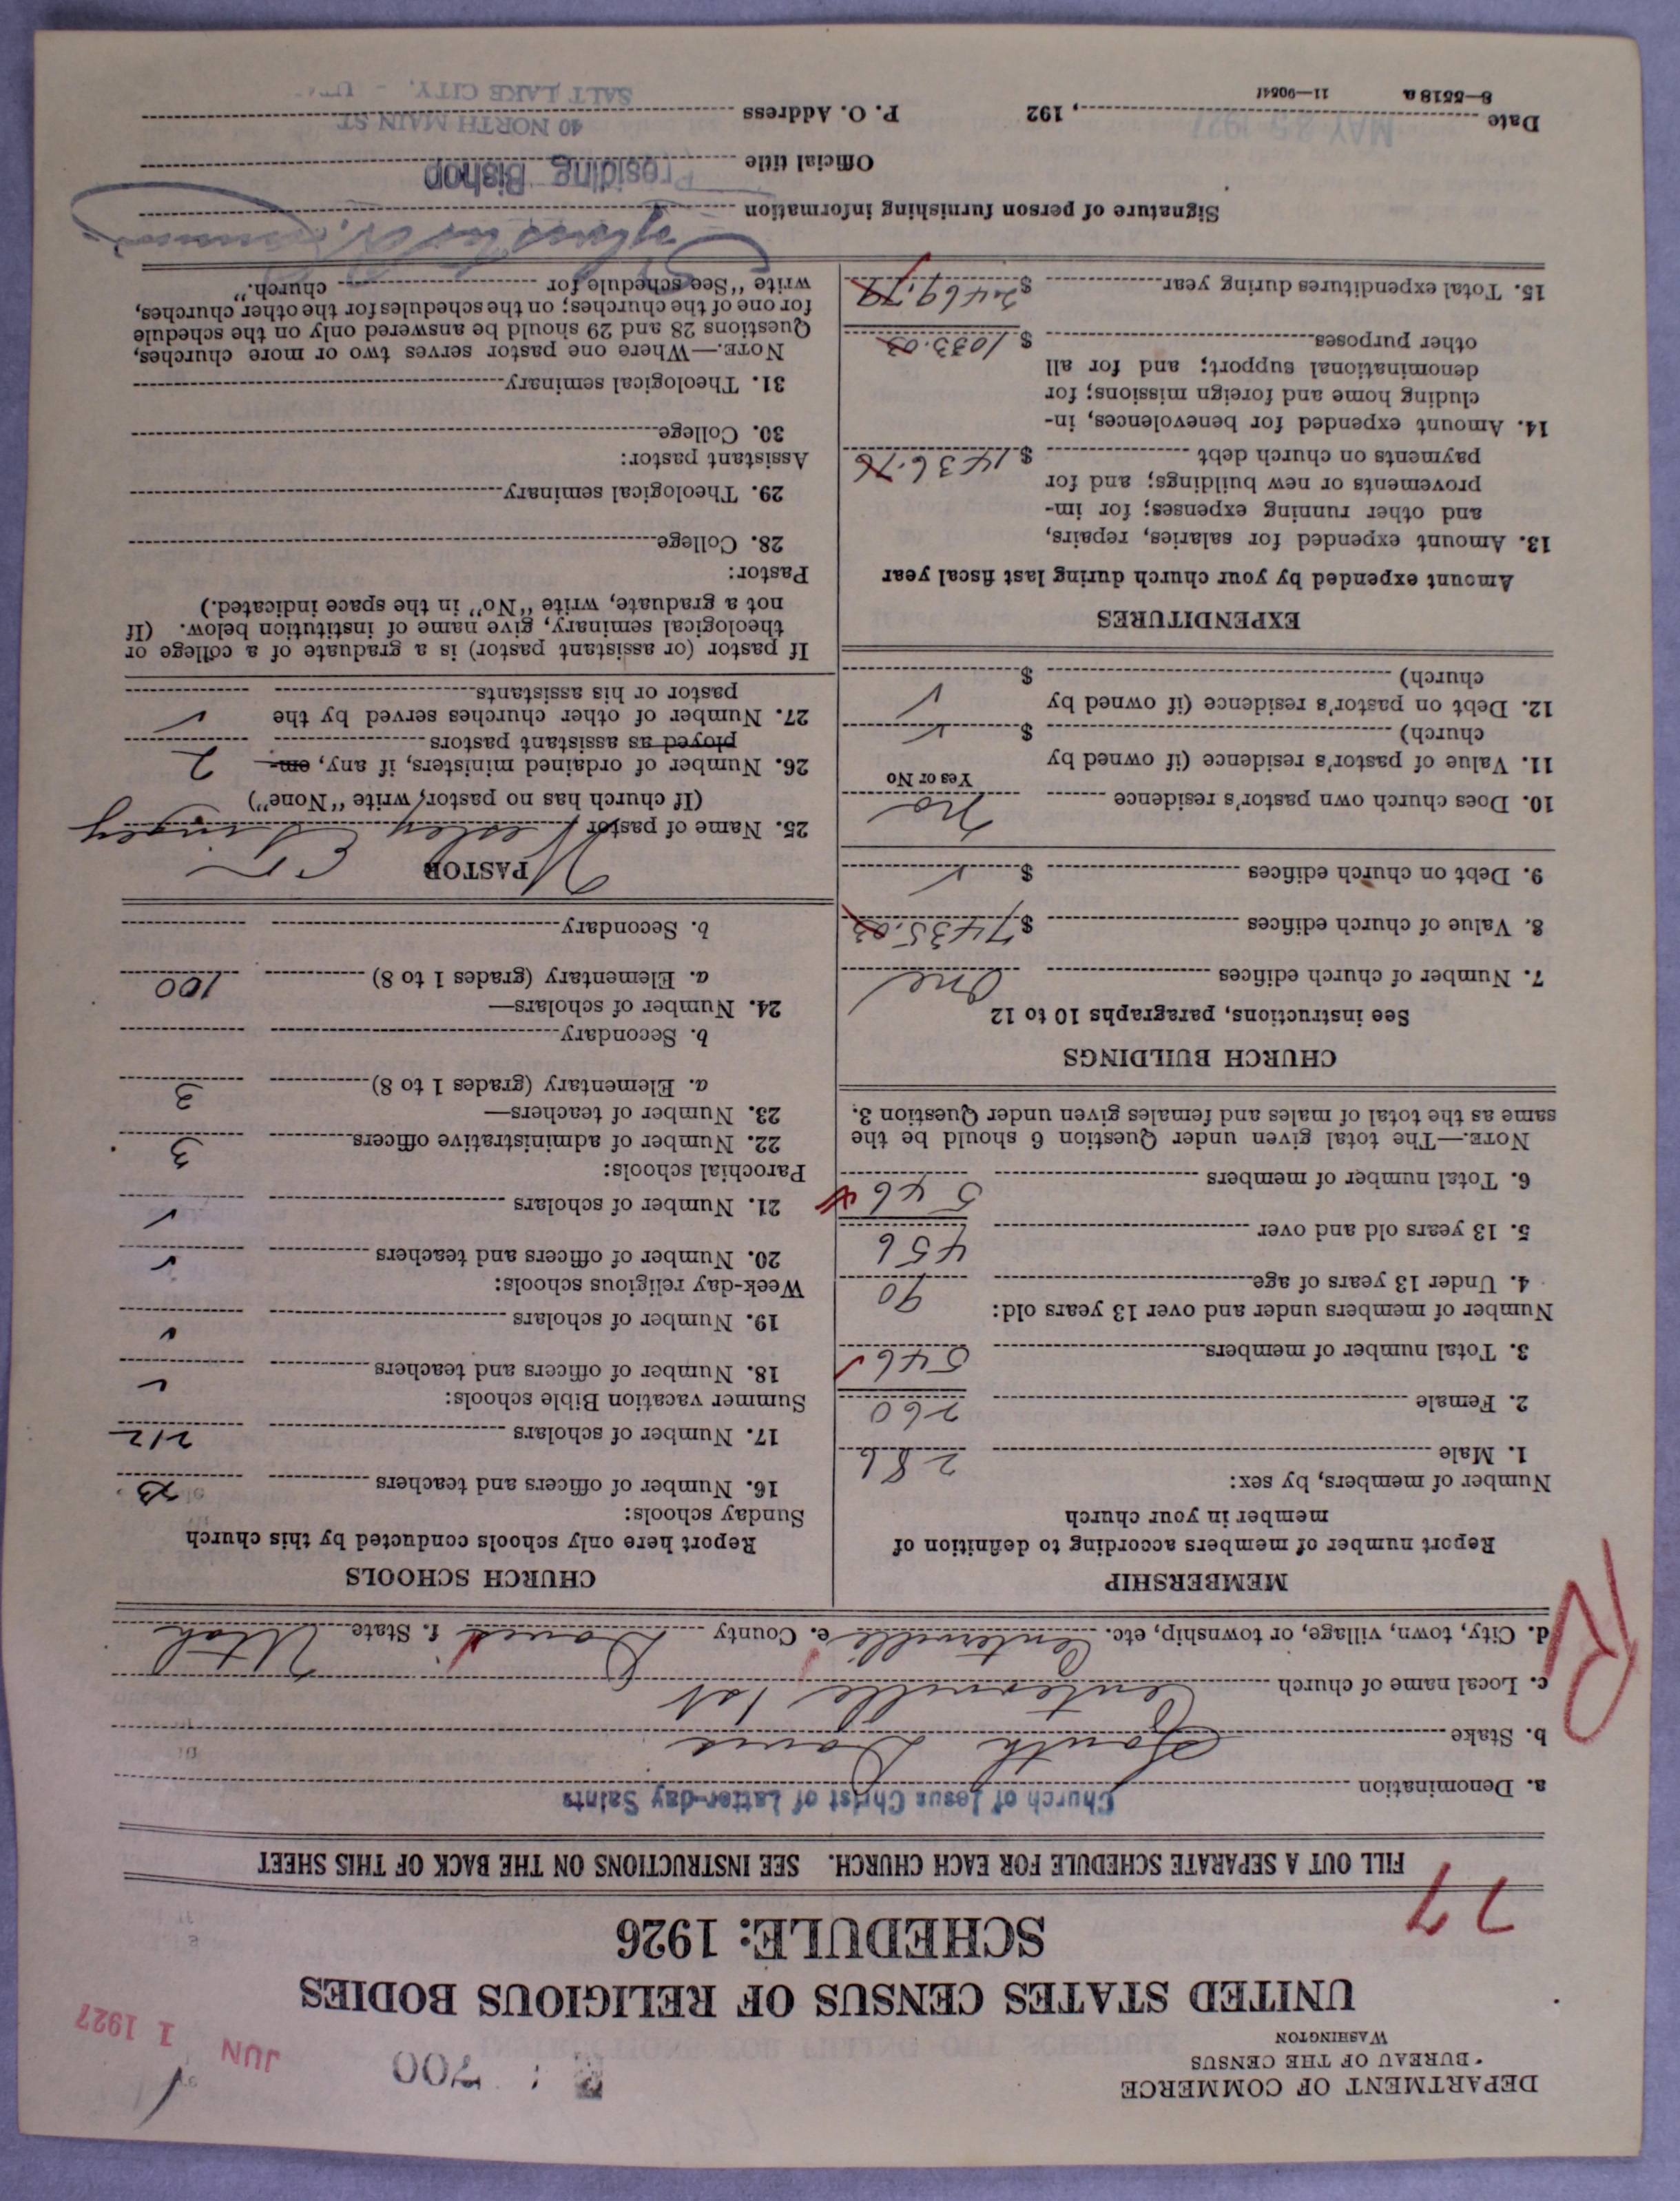 DEPARTMENT OF COMMERCE
BUREAU OF THE CENSUS
WASHINGTON
700
JUN 1 1927
UNITED STATES CENSUS OF RELIGIOUS BODIES
SCHEDULE: 1926
77
FILL OUT A SEPARATE SCHEDULE FOR EACH CHURCH. SEE INSTRUCTIONS ON THE BACK OF THIS SHEET
a. Denomination Church of Jesus Christ of Latter-day Saints
b. Stake South Davis
c. Local name of church Centerville 1st
d. City, town, village, or township, etc. Centerville e. County Davis f. State Utah
R
MEMBERSHIP
Report number of members according to definition of
member in your church
Number of members, by sex:
1. Male 286
2. Female 260
3. Total number of members 546
Number of members under and over 13 years old:
4. Under 13 years of age 90
5. 13 years old and over 456
6. Total number of members 546
NOTE.—The total given under Question 6 should be the
same as the total of males and females given under Question 3.
CHURCH BUILDINGS
See instructions, paragraphs 10 to 12
7. Number of church edifices One
8. Value of church edifices $ 7435.03
9. Debt on church edifices $
10. Does church own pastor's residence No
Yes or No
11. Value of pastor's residence (if owned by
church) $
12. Debt on pastor's residence (if owned by
church) $
EXPENDITURES
Amount expended by your church during last fiscal year
13. Amount expended for salaries, repairs,
and other running expenses; for im-
provements or new buildings; and for
payments on church debt $ 1436.76
14. Amount expended for benevolences, in-
cluding home and foreign missions; for
denominational support; and for all
other purposes $ 1033.03
15. Total expenditures during year $ 2469.79
CHURCH SCHOOLS
Report here only schools conducted by this church
Sunday schools:
16. Number of officers and teachers
17. Number of scholars 212
Summer vacation Bible schools:
18. Number of officers and teachers
19. Number of scholars
Week-day religious schools:
20. Number of officers and teachers
21. Number of scholars
Parochial schools:
22. Number of administrative officers 3
23. Number of teachers—
a. Elementary (grades 1 to 8) 3
b. Secondary
24. Number of scholars—
a. Elementary (grades 1 to 8) 100
b. Secondary
PASTOR
25. Name of pastor Wesley E Tingey
(If church has no pastor, write "None")
26. Number of ordained ministers, if any, em-
ployed as assistant pastors 2
27. Number of other churches served by the
pastor or his assistants
If pastor (or assistant pastor) is a graduate of a college or
theological seminary, give name of institution below. (If
not a graduate, write "No" in the space indicated.)
Pastor:
28. College
29. Theological seminary
Assistant pastor:
30. College
31. Theological seminary
NOTE.—Where one pastor serves two or more churches,
Questions 28 and 29 should be answered only on the schedule
for one of the churches; on the schedules for the other churches,
write "See schedule for church."
Signature of person furnishing information
Official title Presiding Bishop
Date MAY 25 1927, 192 P. O. Address 40 NORTH MAIN ST
SALT LAKE CITY, - UTAH
8—5518 a 11—9054f